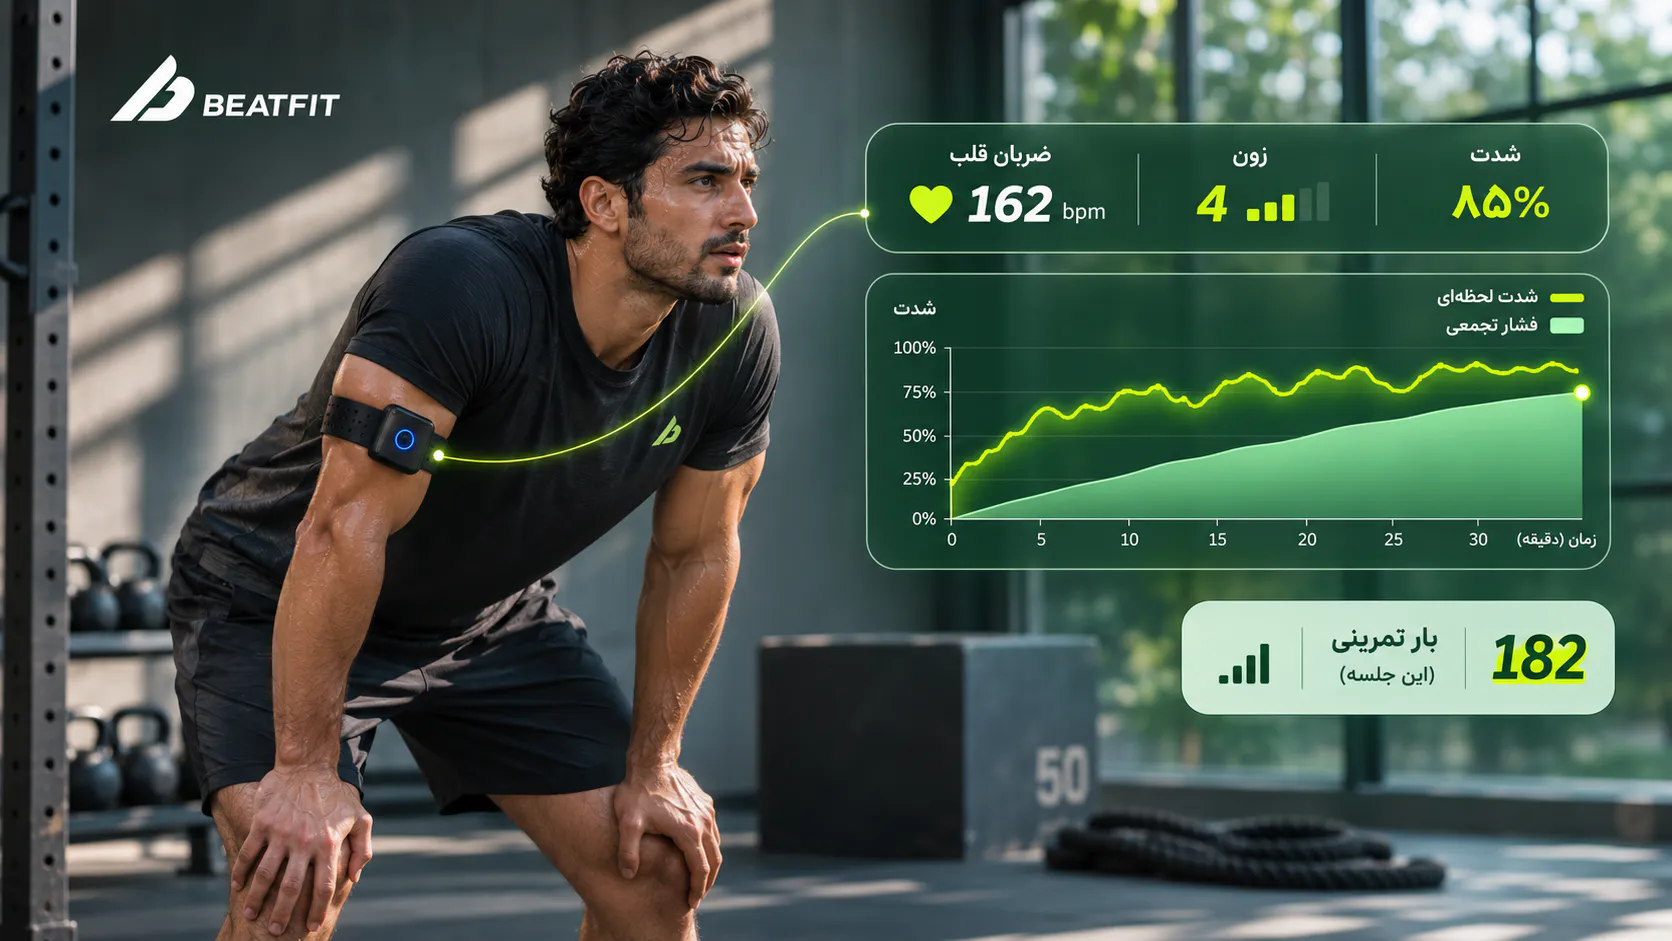 BEATFIT
ضربان قلب
162 bpm
زون
4
شدت
۸۵%
شدت
شدت لحظه‌ای
فشار تجمعی
100%
75%
50%
25%
0%
0 5 10 15 20 25 30 زمان (دقیقه)
182
بار تمرینی
(این جلسه)
50